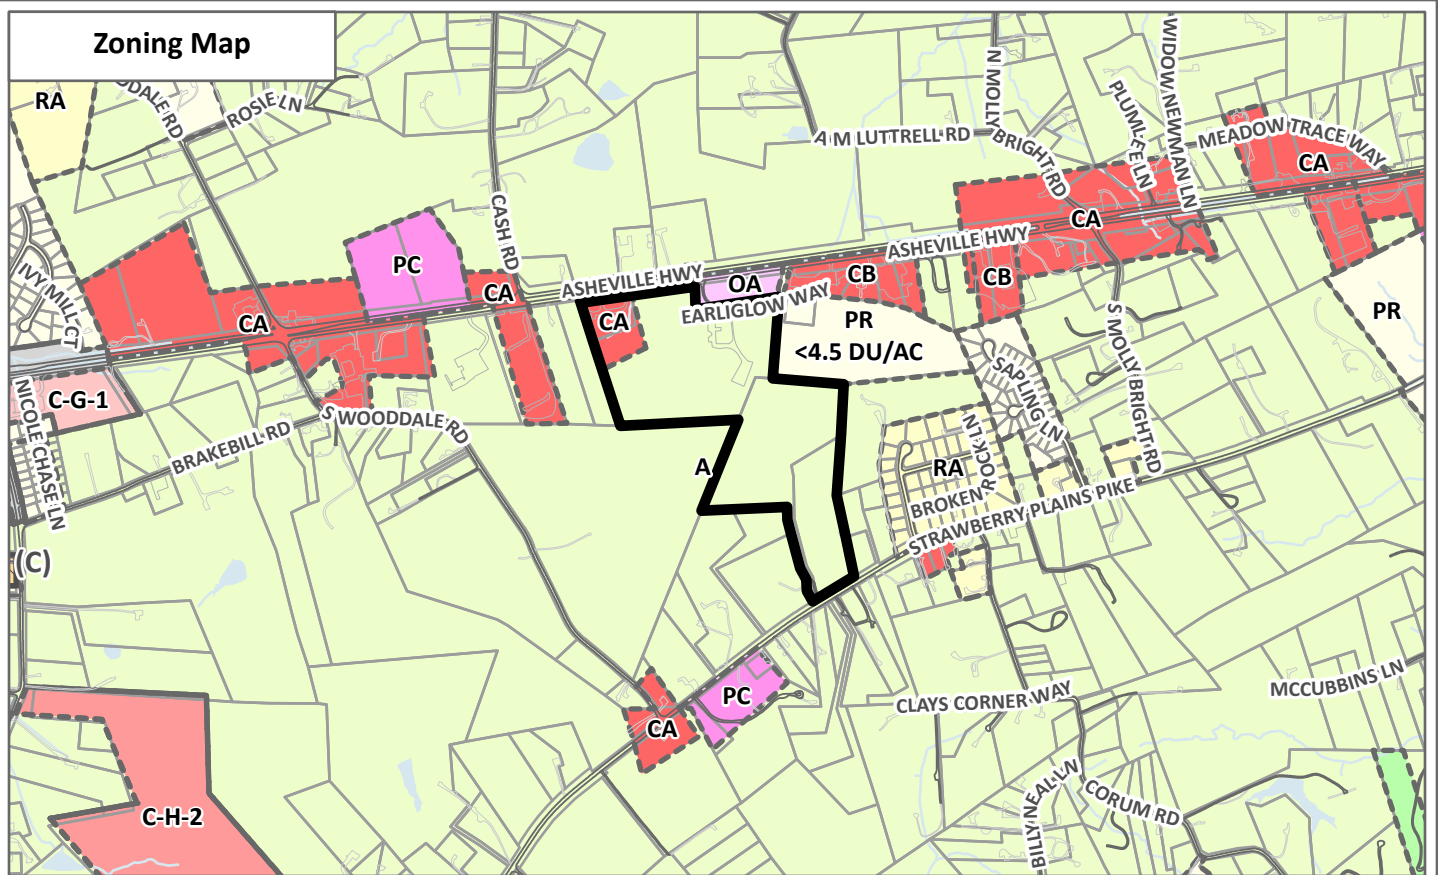 Zoning Map
RA
ODALE RD
ROSIE LN
CASH RD
A M LUTTRELL RD
N MOLLY
BRIGHT RD
PLUMLEE LN
WIDOW NEWMAN LN
MEADOW TRACE WAY
CA
IVY MILL CT
PC
CA
CA
ASHEVILLE HWY
OA
EARLIGLOW WAY
CA
CB
ASHEVILLE HWY
CA
CB
PR
<4.5 DU/AC
PR
S MOLLY BRIGHT RD
SAPLING LN
C-G-1
NICOLE CHASE LN
BRAKEBILL RD
S WOODDALE RD
A
RA
BROKEN
ROCK LN
STRAWBERRY PLAINS PIKE
(C)
CA
PC
CLAYS CORNER WAY
MCCUBBINS LN
C-H-2
BILLY NEAL LN
CORUM RD